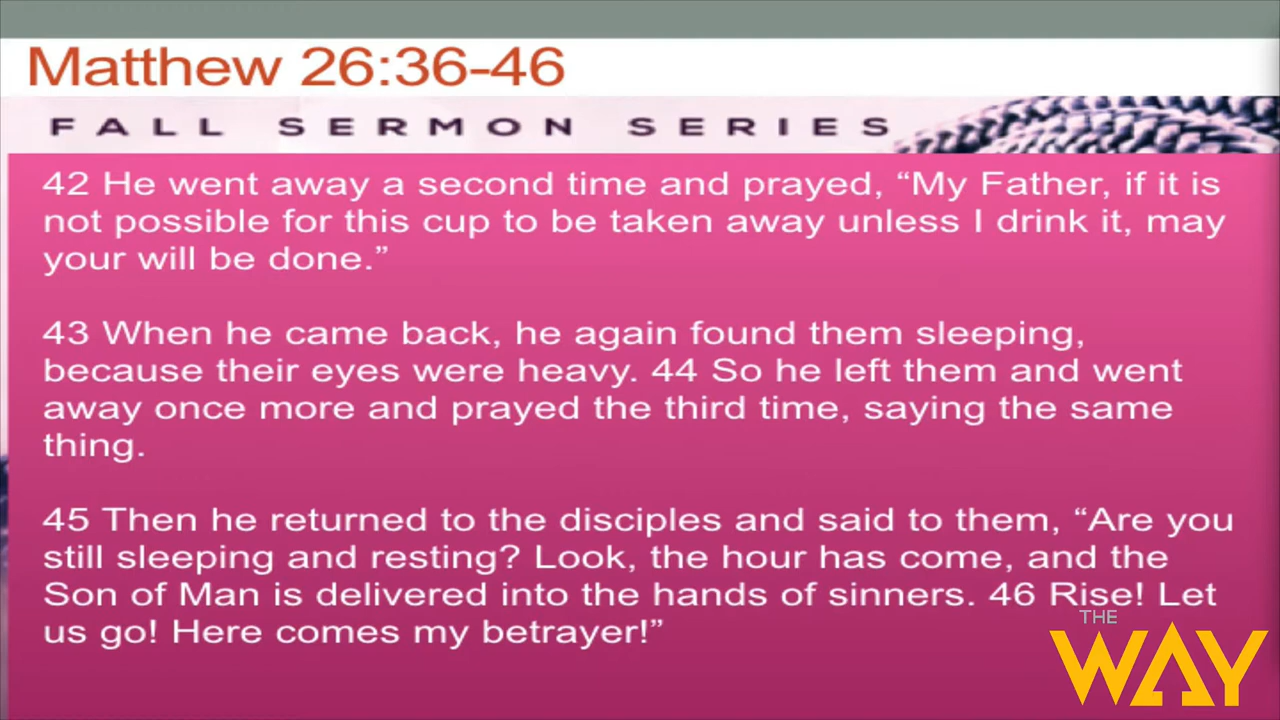 Matthew 26:36-46
FALL SERMON SERIES
42 He went away a second time and prayed, “My Father, if it is
not possible for this cup to be taken away unless I drink it, may
your will be done.”
43 When he came back, he again found them sleeping,
because their eyes were heavy. 44 So he left them and went
away once more and prayed the third time, saying the same
thing.
45 Then he returned to the disciples and said to them, “Are you
still sleeping and resting? Look, the hour has come, and the
Son of Man is delivered into the hands of sinners. 46 Rise! Let
us go! Here comes my betrayer!”
THE
WAY